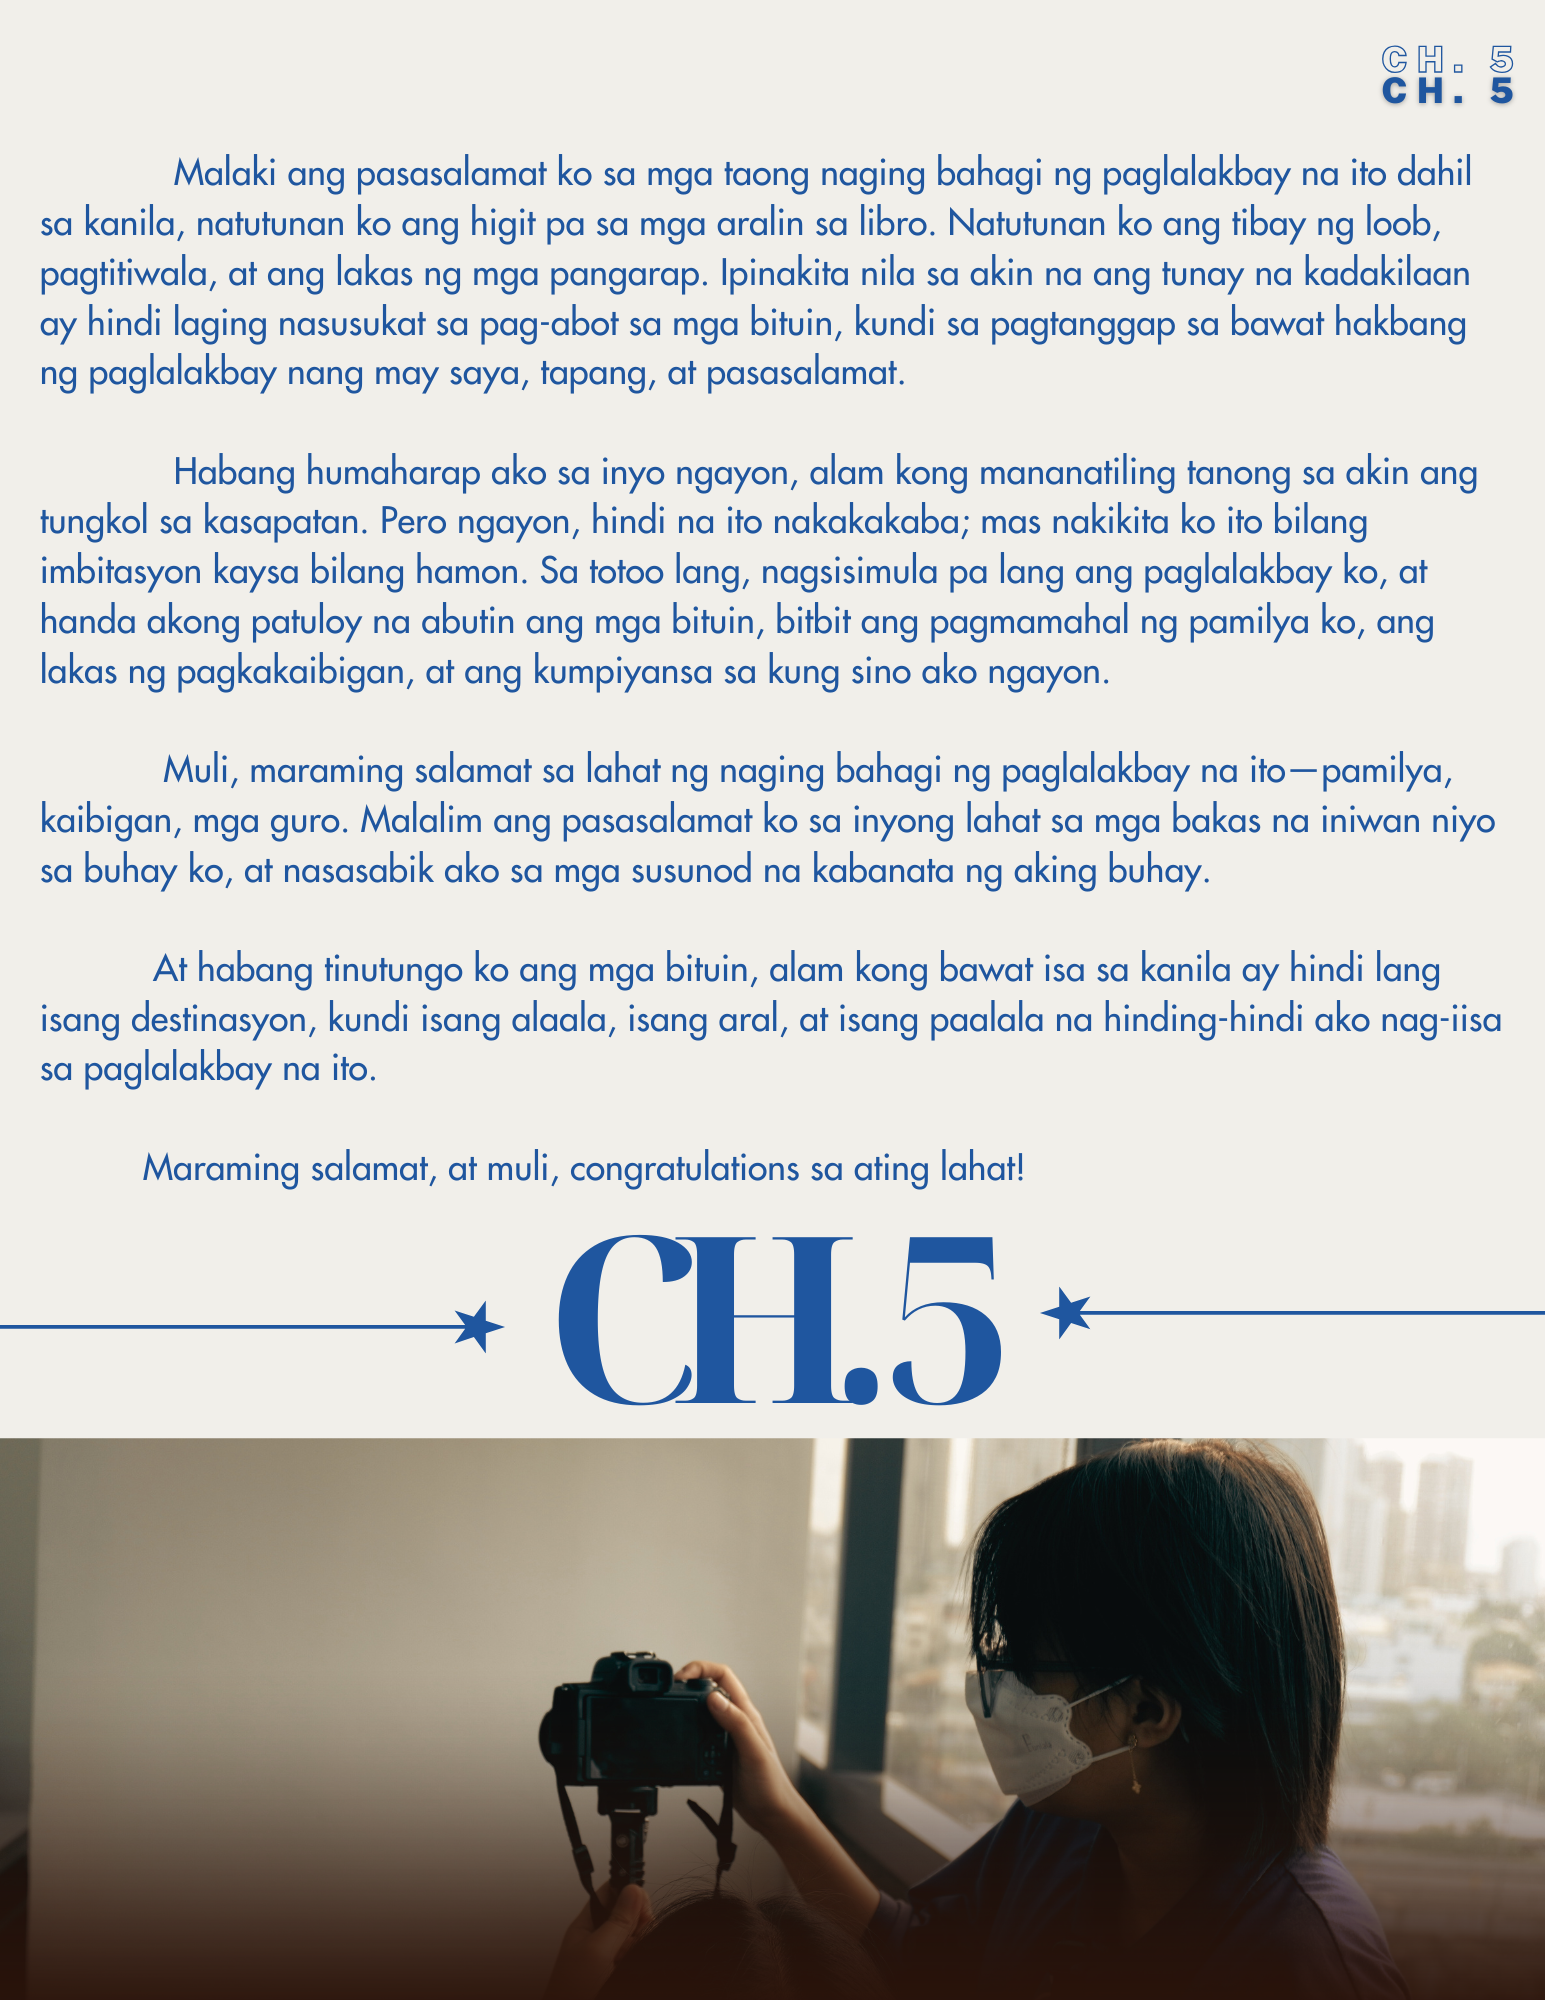 CH. 5
CH. 5
Malaki ang pasasalamat ko sa mga taong naging bahagi ng paglalakbay na ito dahil
sa kanila, natutunan ko ang higit pa sa mga aralin sa libro. Natutunan ko ang tibay ng loob,
pagtitiwala, at ang lakas ng mga pangarap. Ipinakita nila sa akin na ang tunay na kadakilaan
ay hindi laging nasusukat sa pag-abot sa mga bituin, kundi sa pagtanggap sa bawat hakbang
ng paglalakbay nang may saya, tapang, at pasasalamat.
Habang humaharap ako sa inyo ngayon, alam kong mananatiling tanong sa akin ang
tungkol sa kasapatan. Pero ngayon, hindi na ito nakakakaba; mas nakikita ko ito bilang
imbitasyon kaysa bilang hamon. Sa totoo lang, nagsisimula pa lang ang paglalakbay ko, at
handa akong patuloy na abutin ang mga bituin, bitbit ang pagmamahal ng pamilya ko, ang
lakas ng pagkakaibigan, at ang kumpiyansa sa kung sino ako ngayon.
Muli, maraming salamat sa lahat ng naging bahagi ng paglalakbay na ito—pamilya,
kaibigan, mga guro. Malalim ang pasasalamat ko sa inyong lahat sa mga bakas na iniwan niyo
sa buhay ko, at nasasabik ako sa mga susunod na kabanata ng aking buhay.
At habang tinutungo ko ang mga bituin, alam kong bawat isa sa kanila ay hindi lang
isang destinasyon, kundi isang alaala, isang aral, at isang paalala na hinding-hindi ako nag-iisa
sa paglalakbay na ito.
Maraming salamat, at muli, congratulations sa ating lahat!
CH.5